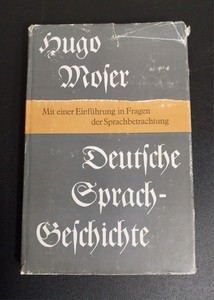 Hugo
Moser
Mit einer Einführung in Fragen
der Sprachbetrachtung
Deutsche
Sprach-
Geschichte